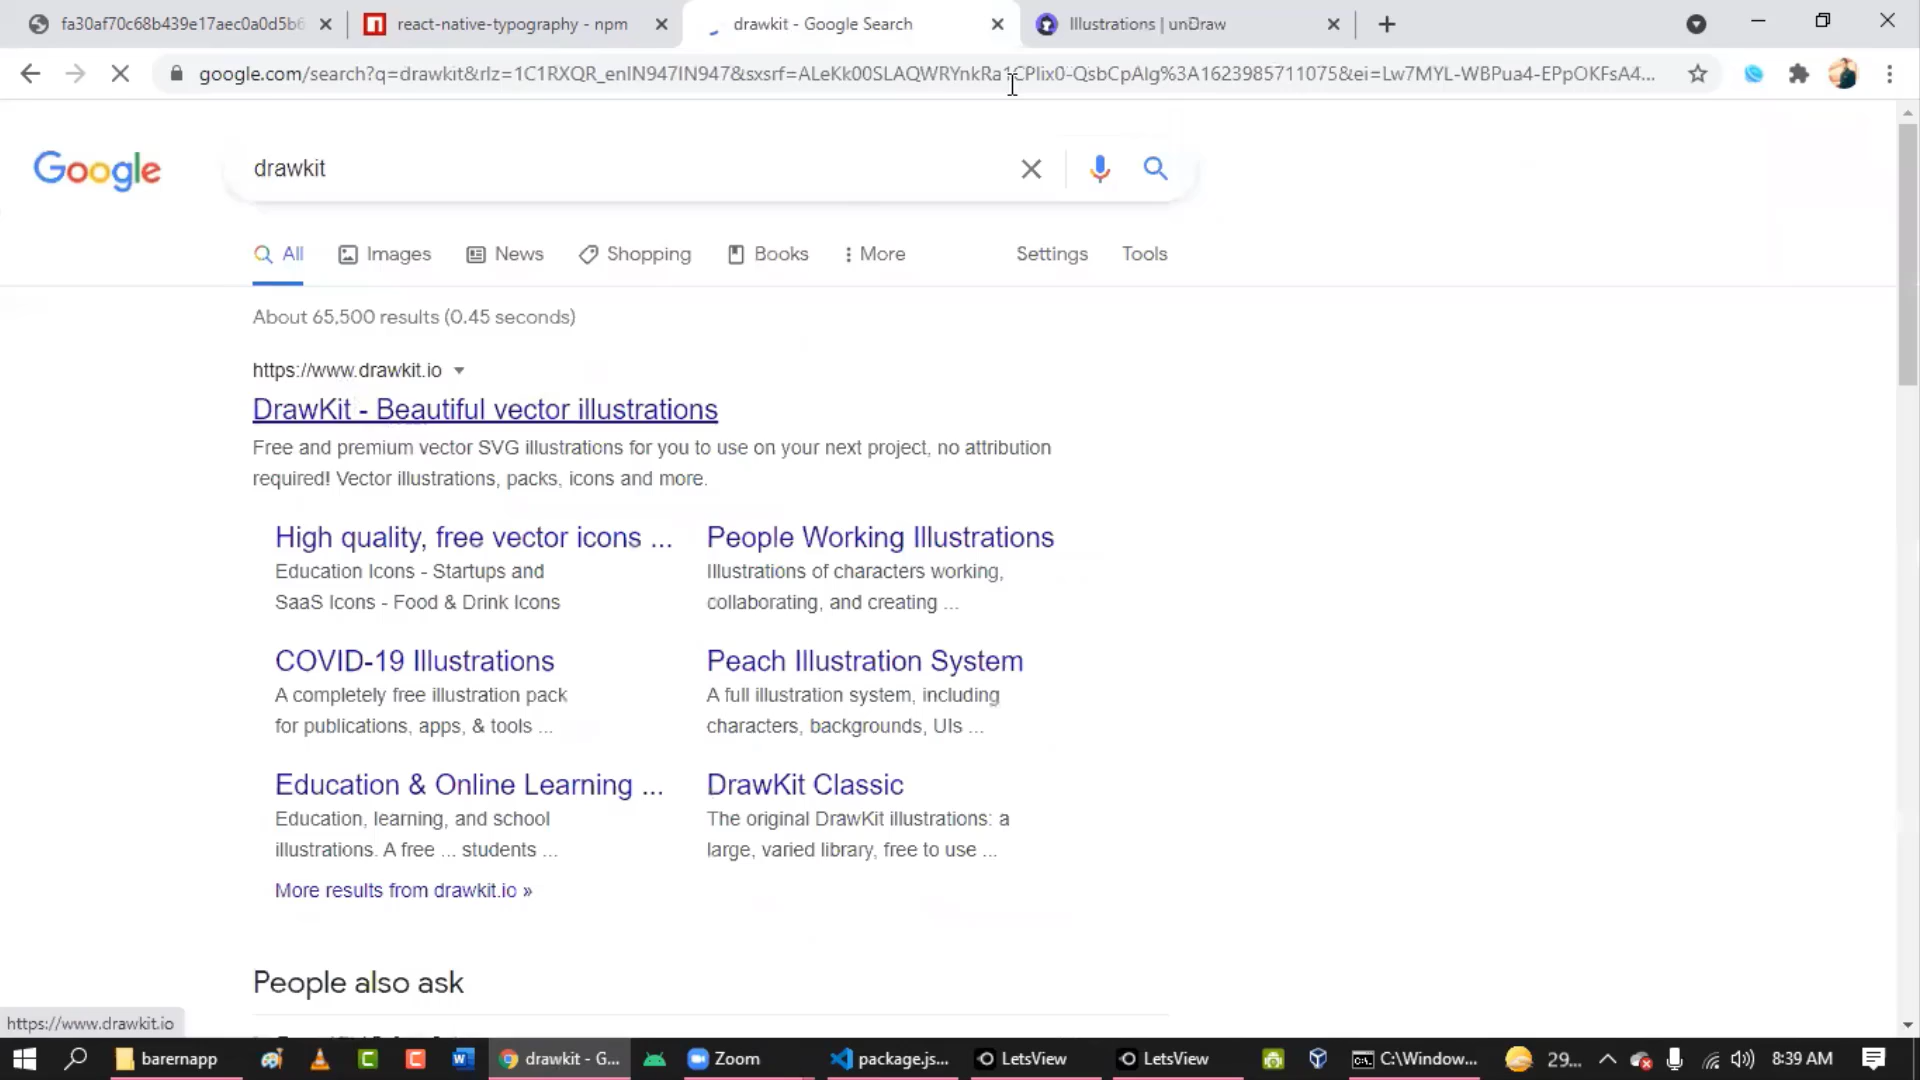 fa30af70c68b439e17aec0a0d5b6
react-native-typography - npm
drawkit - Google Search
Illustrations | unDraw
google.com/search?q=drawkit&rlz=1C1RXQR_enIN947IN947&sxsrf=ALeKk00SLAQWRYnkRa1CPlix0-QsbCpAlg%3A1623985711075&ei=Lw7MYL-WBPua4-EPpOKFsA4...
Google
drawkit
All
Images
News
Shopping
Books
More
Settings
Tools
About 65,500 results (0.45 seconds)
https://www.drawkit.io
DrawKit - Beautiful vector illustrations
Free and premium vector SVG illustrations for you to use on your next project, no attribution
required! Vector illustrations, packs, icons and more.
High quality, free vector icons ...
Education Icons - Startups and
SaaS Icons - Food & Drink Icons
People Working Illustrations
Illustrations of characters working,
collaborating, and creating ...
COVID-19 Illustrations
A completely free illustration pack
for publications, apps, & tools ...
Peach Illustration System
A full illustration system, including
characters, backgrounds, UIs ...
Education & Online Learning ...
Education, learning, and school
illustrations. A free ... students ...
DrawKit Classic
The original DrawKit illustrations: a
large, varied library, free to use ...
More results from drawkit.io »
People also ask
https://www.drawkit.io
barernapp
drawkit - G...
Zoom
package.js...
LetsView
LetsView
C:\Window...
29...
8:39 AM